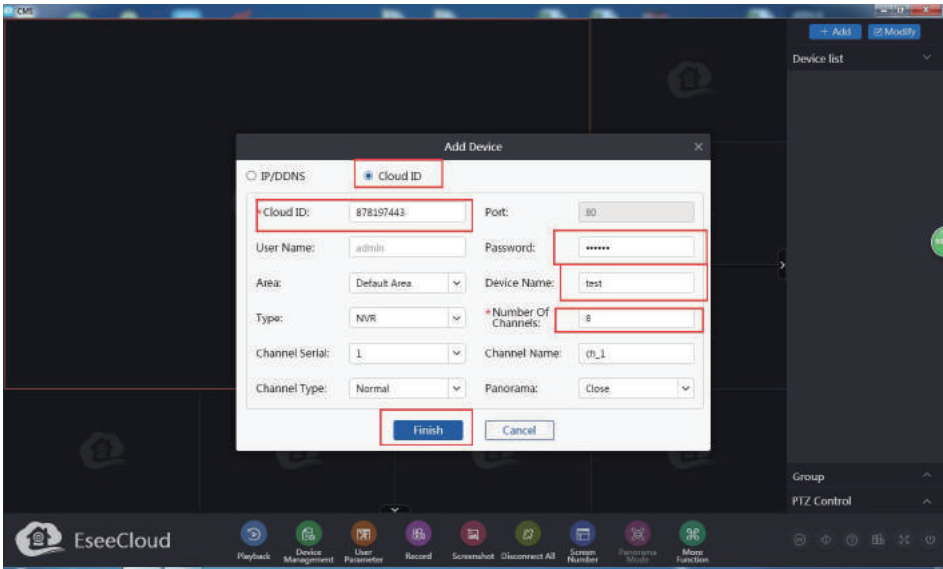 CMS
+ Add
Modify
Device list
Add Device
IP/DDNS
Cloud ID
*Cloud ID: 878197443
Port: 80
User Name: admin
Password: ••••••
Area: Default Area
Device Name: test
Type: NVR
*Number Of Channels: 8
Channel Serial: 1
Channel Name: ch_1
Channel Type: Normal
Panorama: Close
Finish
Cancel
Group
PTZ Control
EseeCloud
Playback
Device Management
User Parameter
Record
Screenshot
Disconnect All
Screen Number
Panorama Mode
More Function